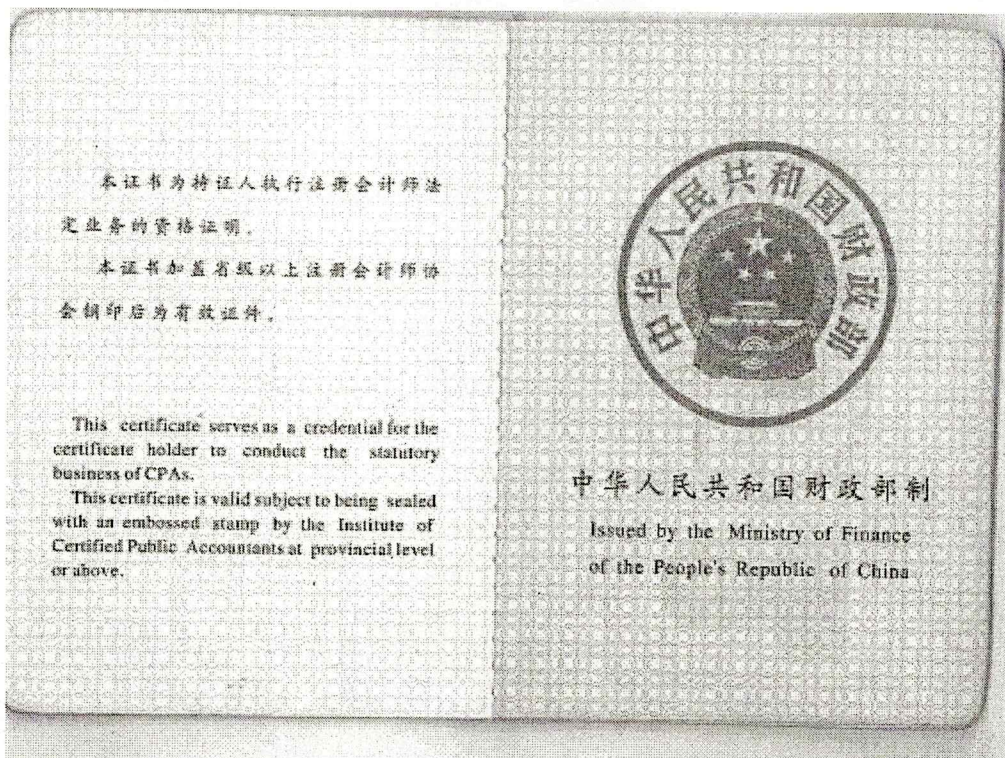 本证书为持证人执行注册会计师法
定业务的资格证明。
本证书加盖省级以上注册会计师协
会钢印后为有效证件。
This certificate serves as a credential for the
certificate holder to conduct the statutory
business of CPAs.
This certificate is valid subject to being sealed
with an embossed stamp by the Institute of
Certified Public Accountants at provincial level
or above.
中华人民共和国财政部
中华人民共和国财政部制
Issued by the Ministry of Finance
of the People's Republic of China